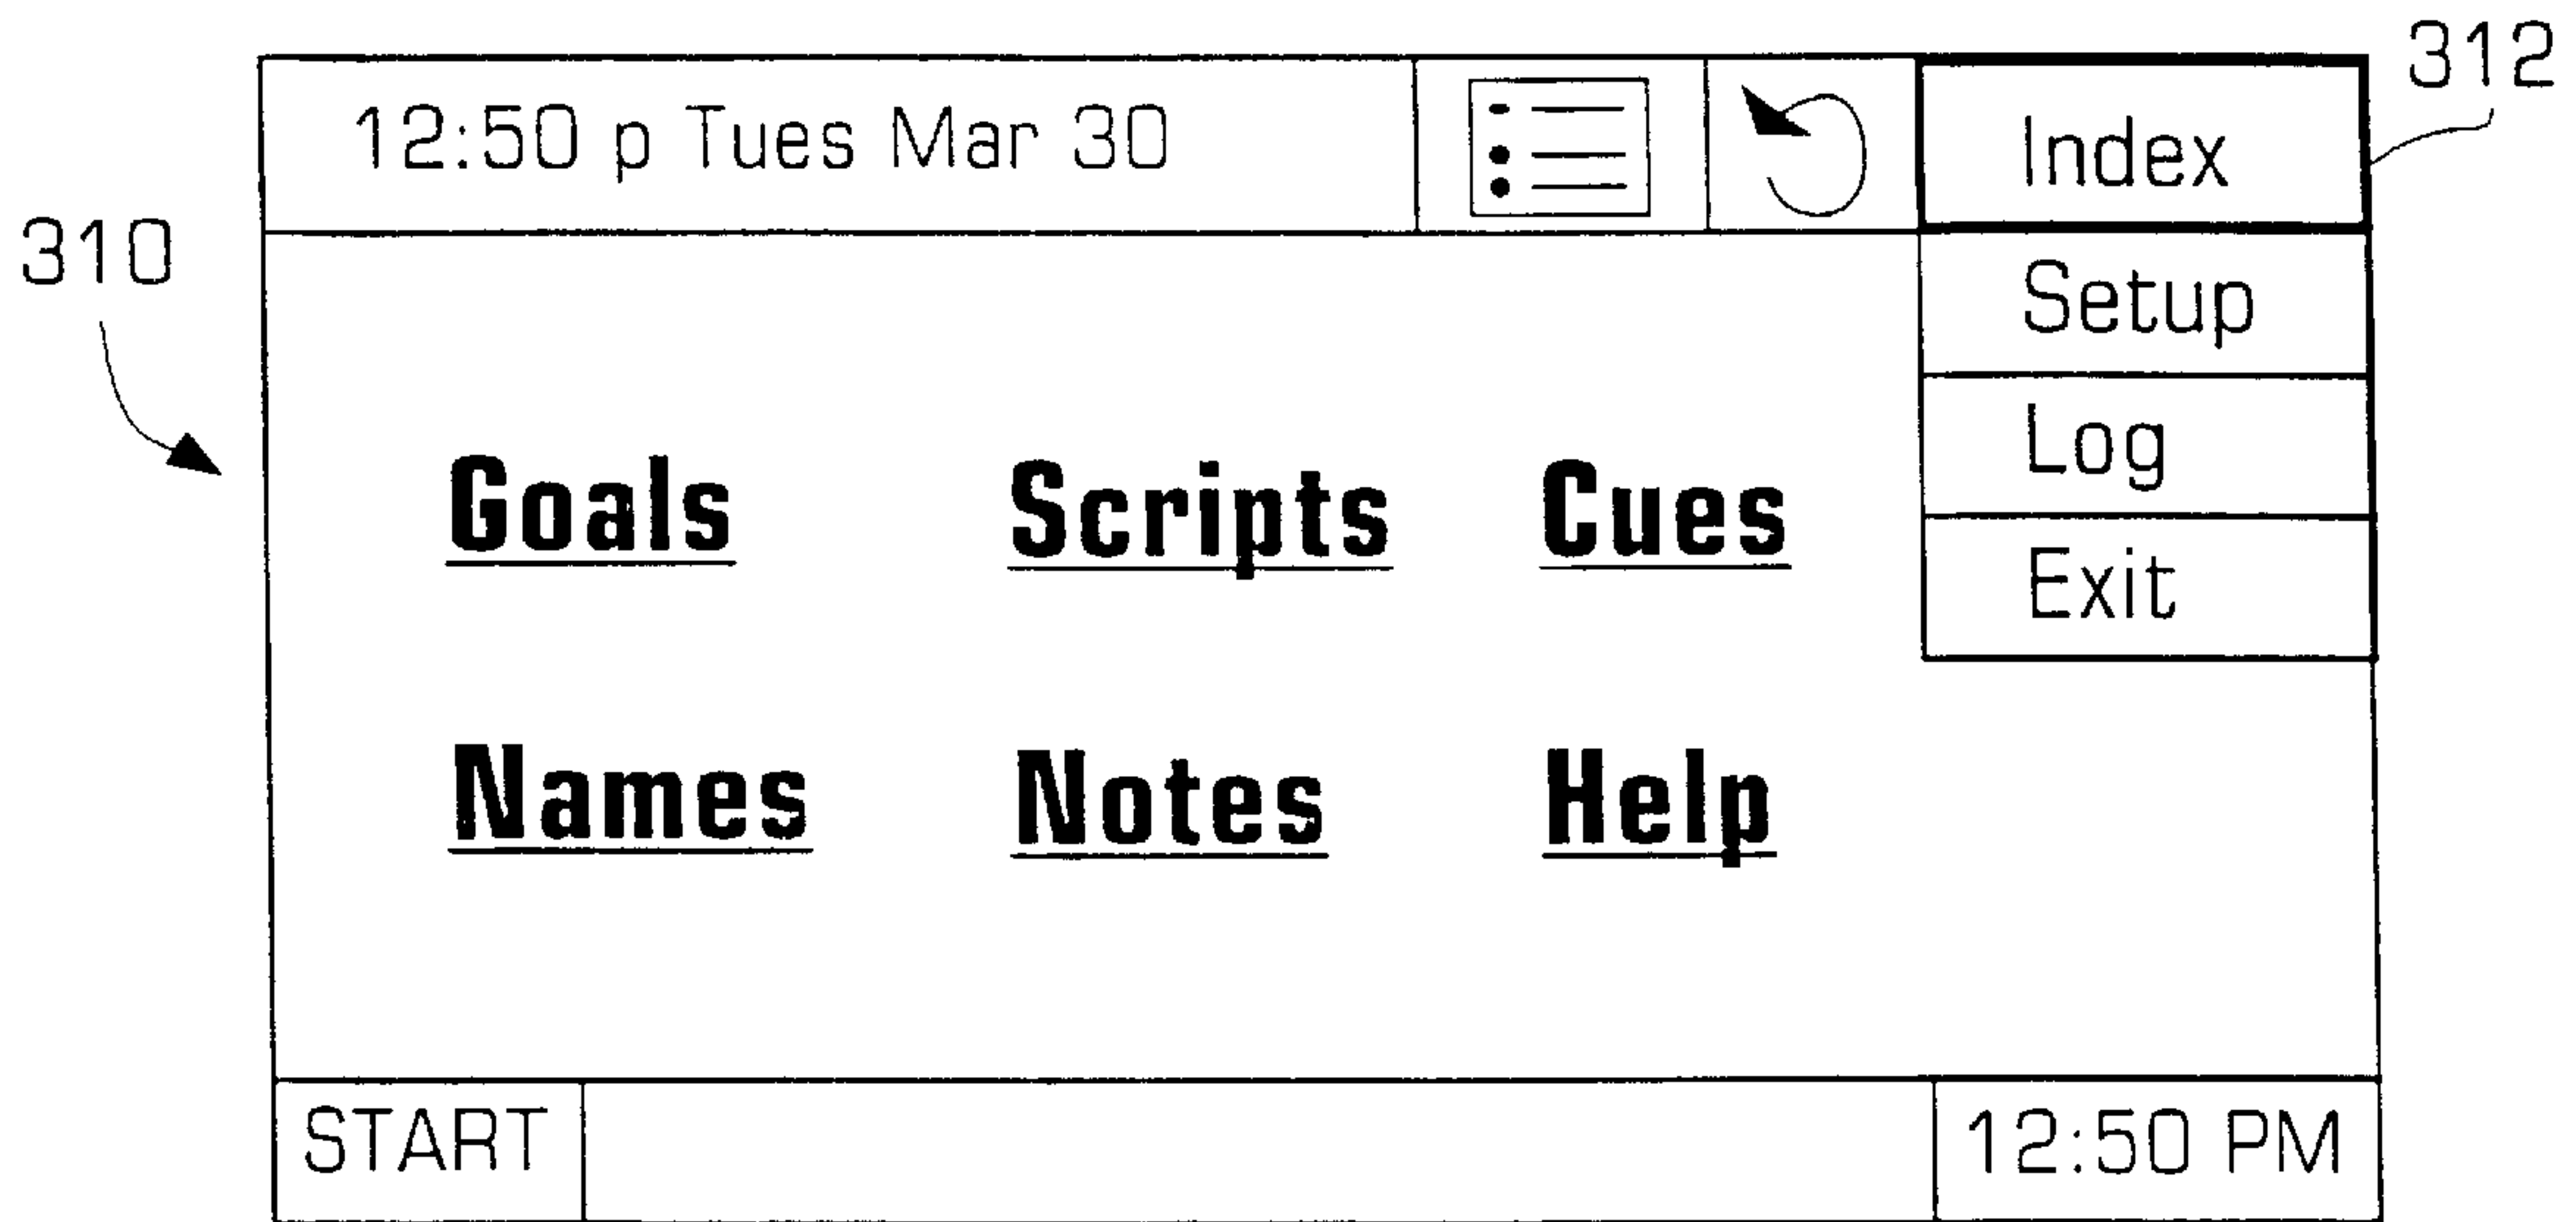 312
12:50 p Tues Mar 30 Index
310
Setup
Log
Goals Scripts Cues
Exit
Names Notes Help
START 12:50 PM